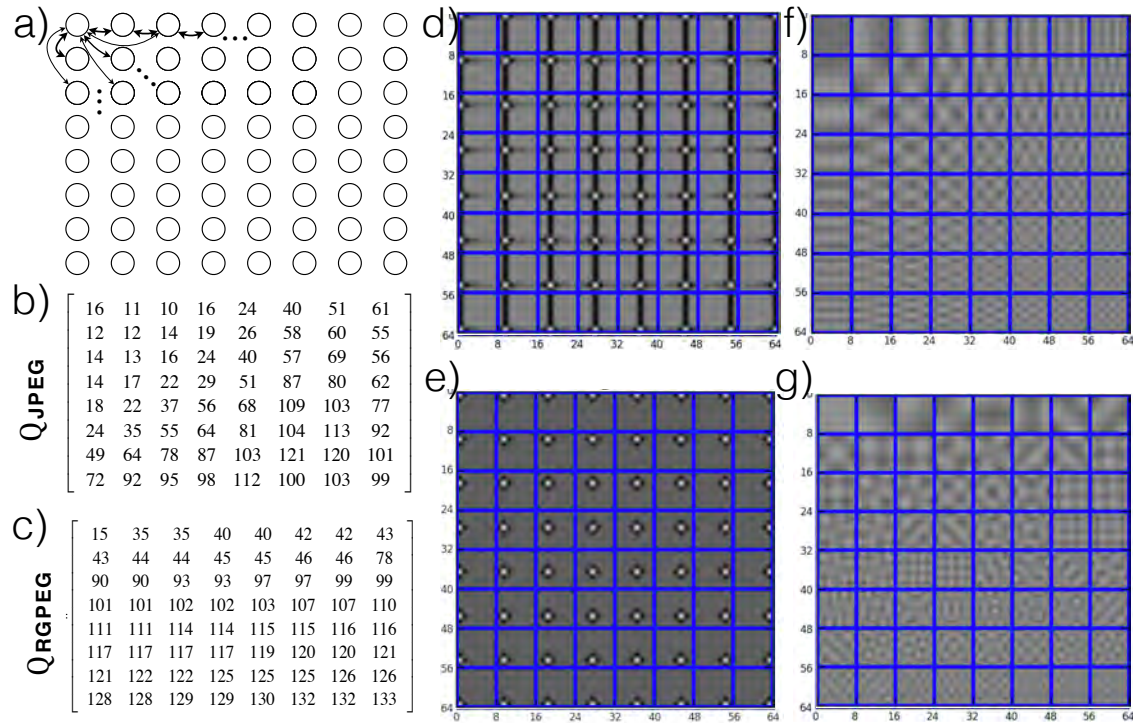 a)
b)
QJPEG
16 11 10 16 24 40 51 61
12 12 14 19 26 58 60 55
14 13 16 24 40 57 69 56
14 17 22 29 51 87 80 62
18 22 37 56 68 109 103 77
24 35 55 64 81 104 113 92
49 64 78 87 103 121 120 101
72 92 95 98 112 100 103 99
c)
QRGPEG
15 35 35 40 40 42 42 43
43 44 44 45 45 46 46 78
90 90 93 93 97 97 99 99
101 101 102 102 103 107 107 110
111 111 114 114 115 115 116 116
117 117 117 117 119 120 120 121
121 122 122 125 125 125 126 126
128 128 129 129 130 132 132 133
d)
8
16
24
32
40
48
56
64
0 8 16 24 32 40 48 56 64
e)
8
16
24
32
40
48
56
64
0 8 16 24 32 40 48 56 64
f)
8
16
24
32
40
48
56
64
0 8 16 24 32 40 48 56 64
g)
8
16
24
32
40
48
56
64
0 8 16 24 32 40 48 56 64